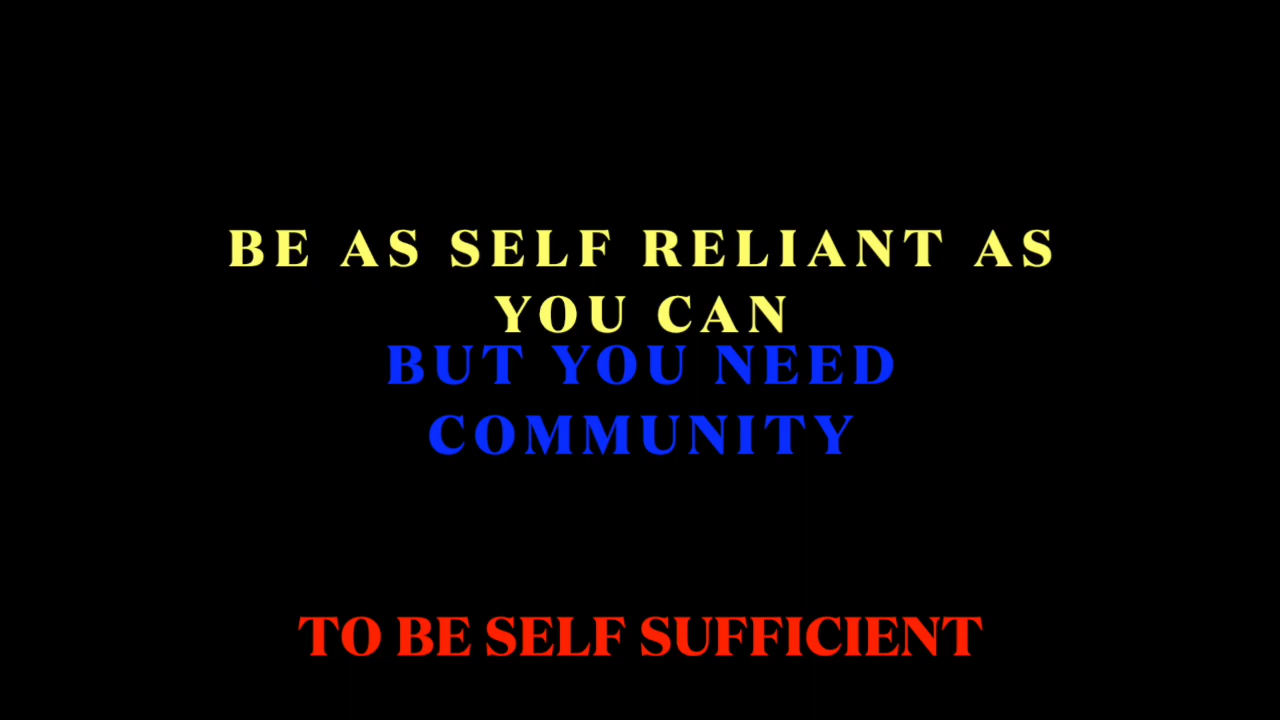 BE AS SELF RELIANT AS
YOU CAN
BUT YOU NEED
COMMUNITY
TO BE SELF SUFFICIENT